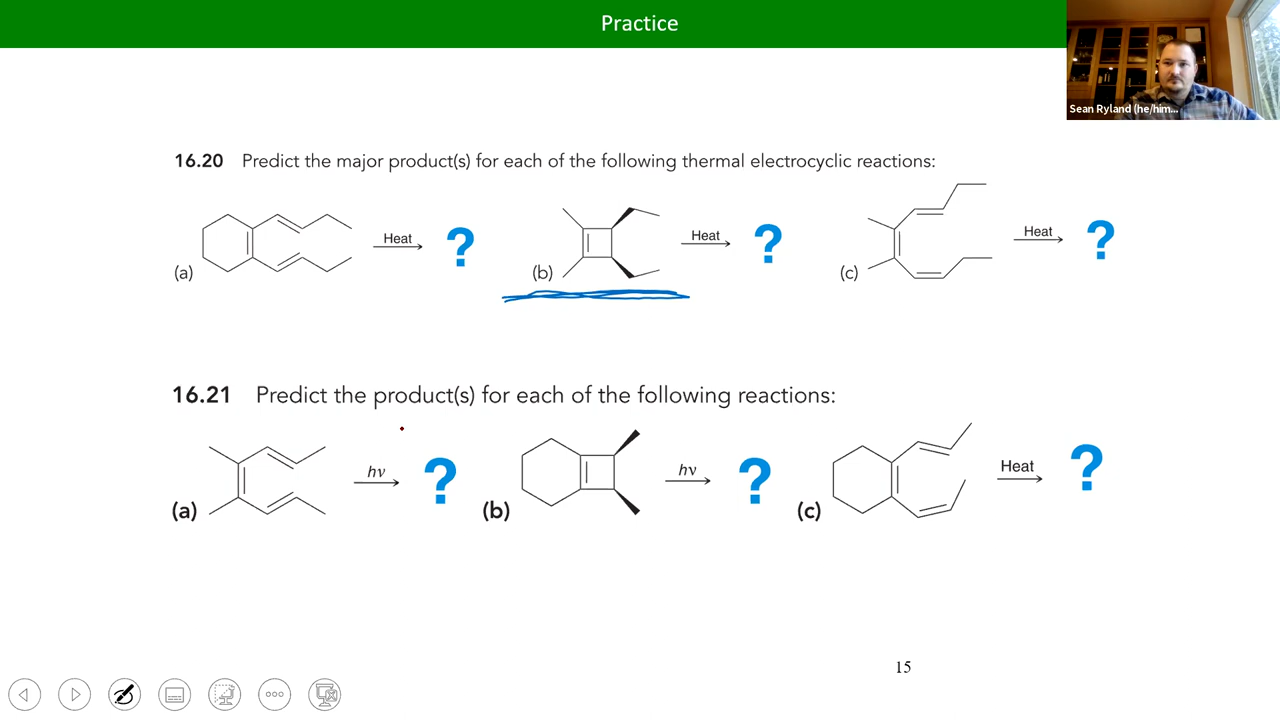 Practice
Sean Ryland (he/him...
16.20 Predict the major product(s) for each of the following thermal electrocyclic reactions:
(a) Heat ? (b) Heat ? (c) Heat ?
16.21 Predict the product(s) for each of the following reactions:
(a) hν ? (b) hν ? (c) Heat ?
15